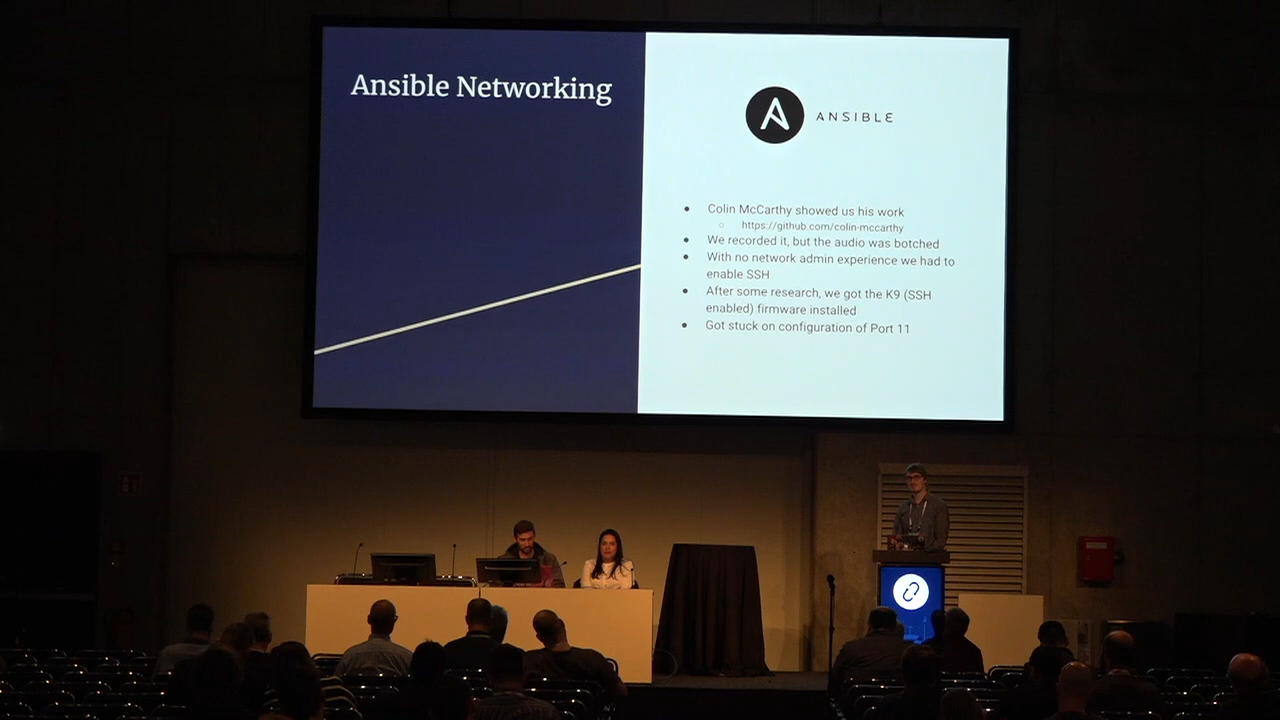 Ansible Networking
ANSIBLE
Colin McCarthy showed us his work
https://github.com/colin-mccarthy
We recorded it, but the audio was botched
With no network admin experience we had to
enable SSH
After some research, we got the K9 (SSH
enabled) firmware installed
Got stuck on configuration of Port 11